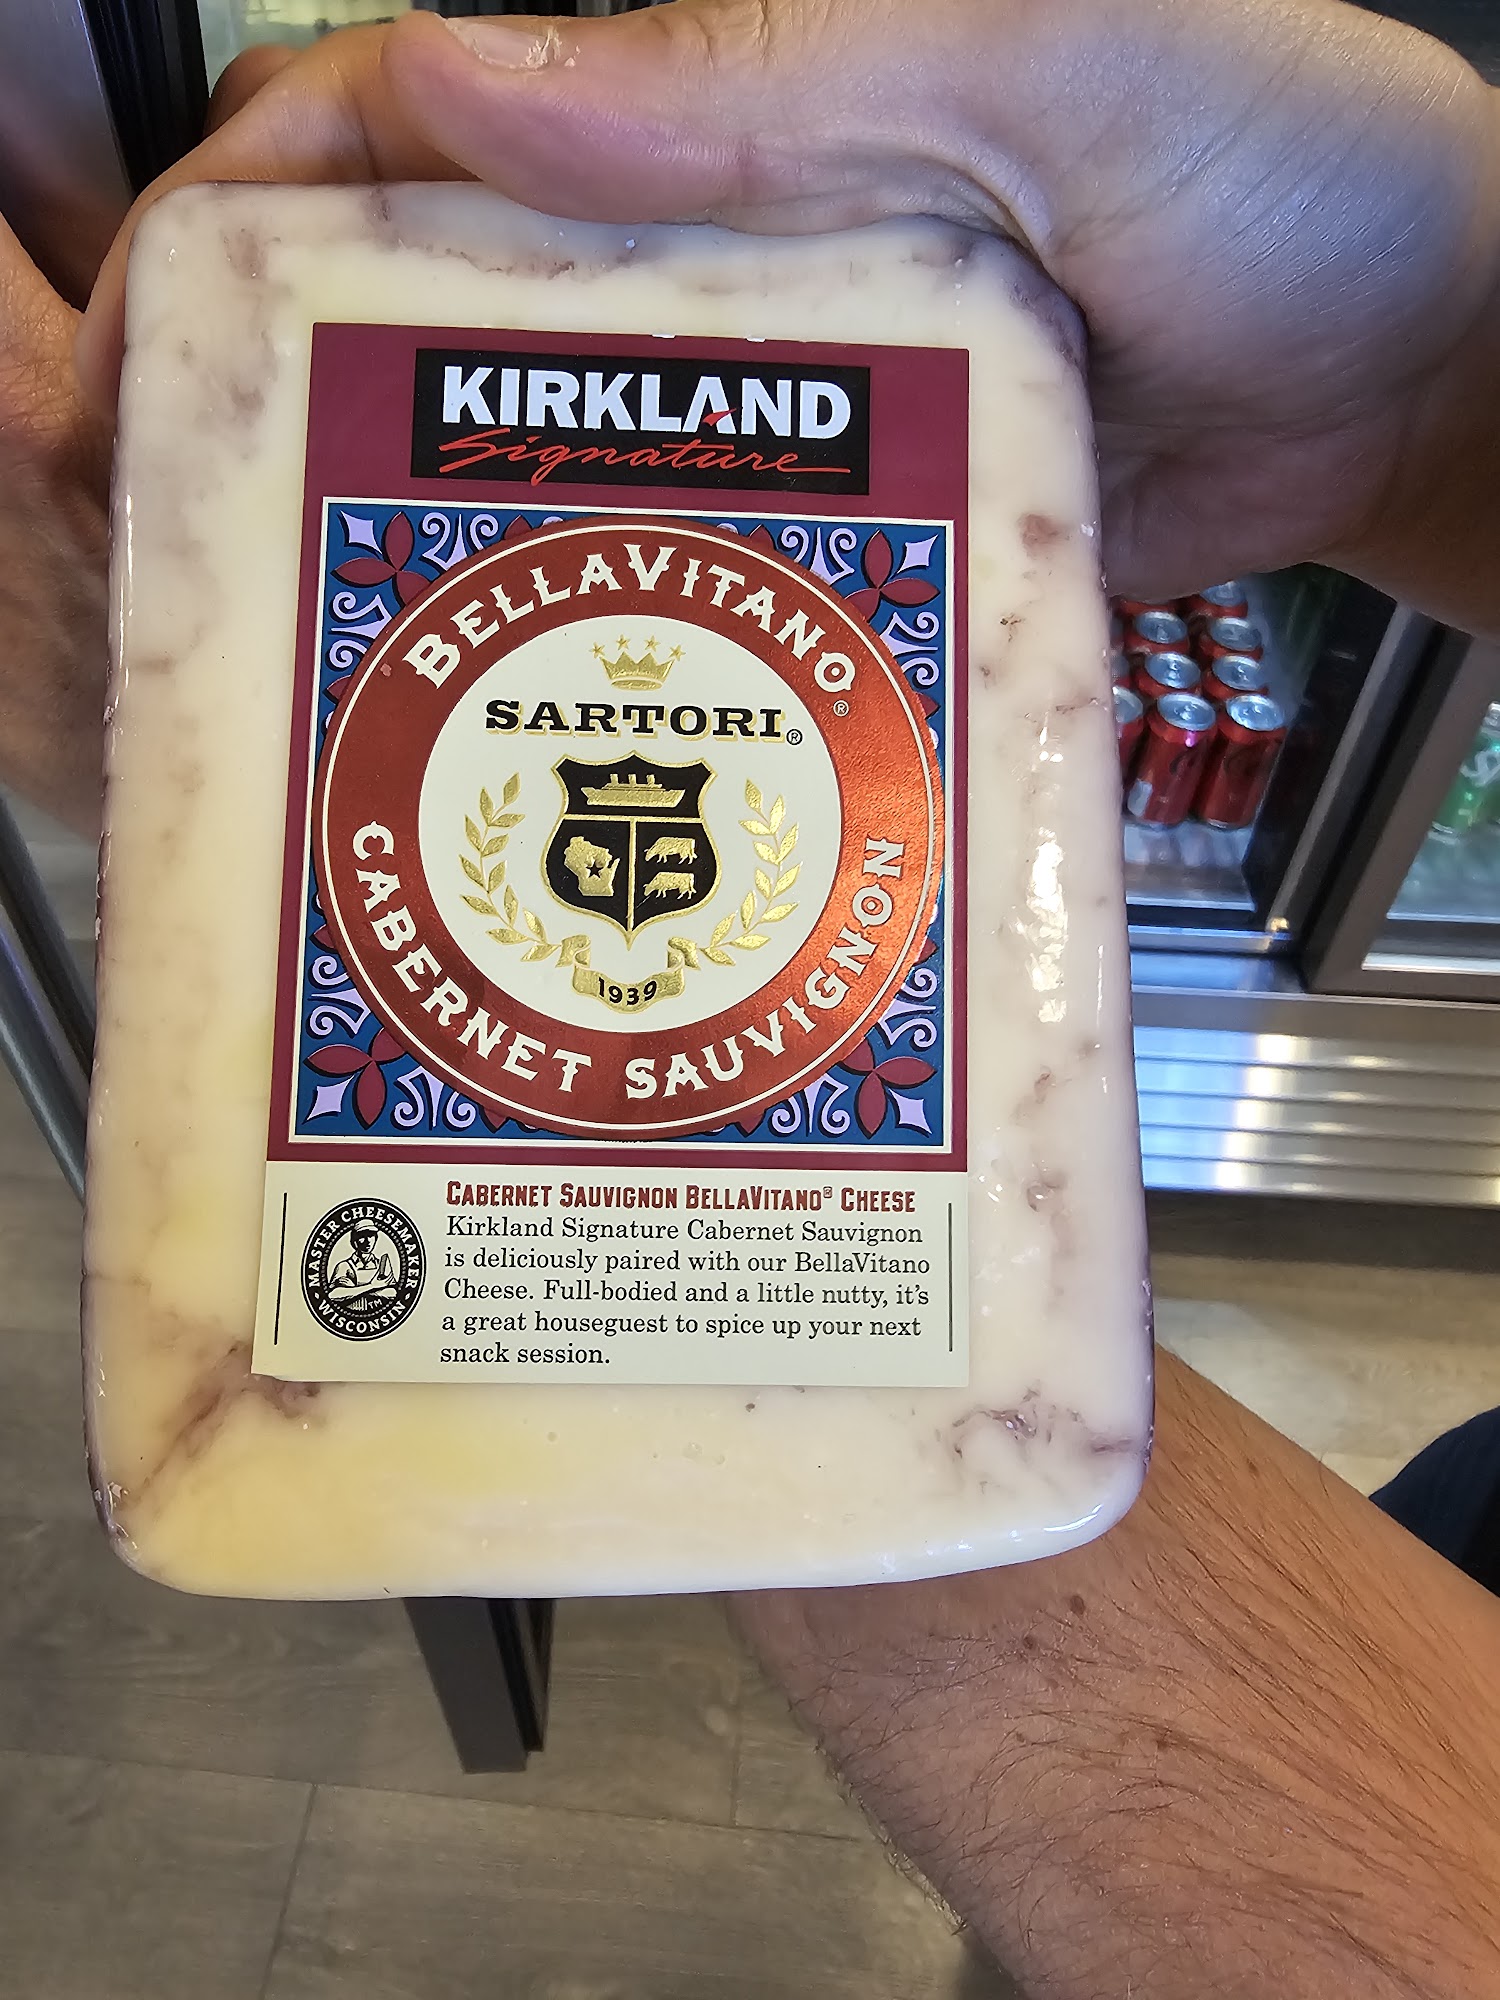 KIRKLAND
Signature
BELLAVITANO®
SARTORI®
1939
CABERNET SAUVIGNON
CABERNET SAUVIGNON BELLAVITANO® CHEESE
Kirkland Signature Cabernet Sauvignon
is deliciously paired with our BellaVitano
Cheese. Full-bodied and a little nutty, it's
a great houseguest to spice up your next
snack session.
MASTER CHEESEMAKER
WISCONSIN
TM